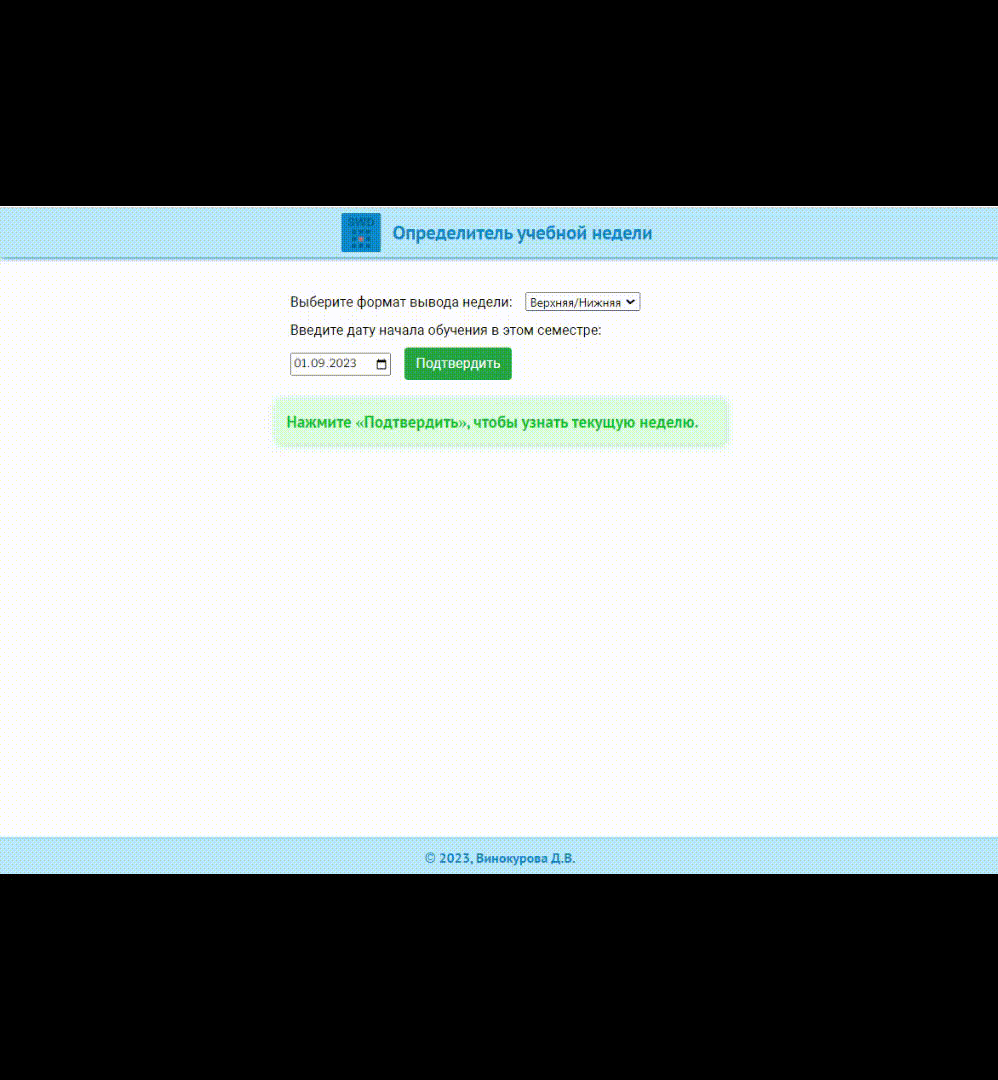 SWD
Определитель учебной недели
Выберите формат вывода недели: Верхняя/Нижняя
Введите дату начала обучения в этом семестре:
01.09.2023 Подтвердить
Нажмите «Подтвердить», чтобы узнать текущую неделю.
© 2023, Винокурова Д.В.